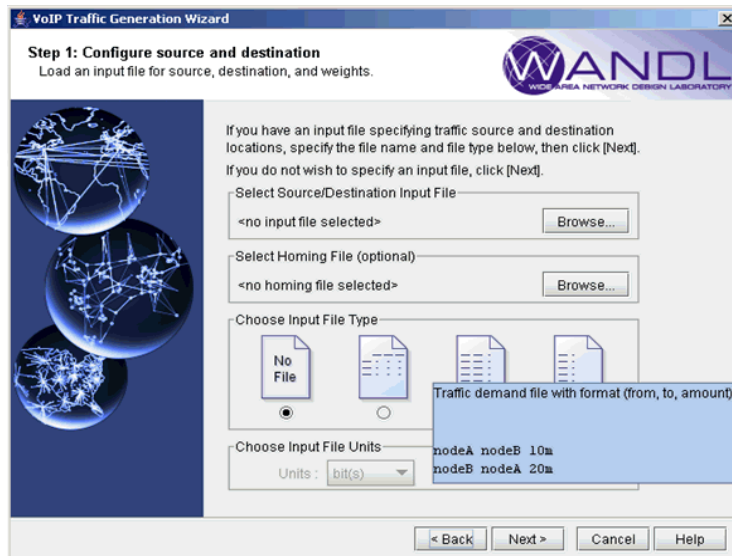 VoIP Traffic Generation Wizard
Step 1: Configure source and destination
Load an input file for source, destination, and weights.
WANDL
WIDE AREA NETWORK DESIGN LABORATORY
If you have an input file specifying traffic source and destination
locations, specify the file name and file type below, then click [Next].
If you do not wish to specify an input file, click [Next].
Select Source/Destination Input File
<no input file selected>
Browse...
Select Homing File (optional)
<no homing file selected>
Browse...
Choose Input File Type
No
File
Traffic demand file with format (from, to, amount)
nodeA nodeB 10m
nodeB nodeA 20m
Choose Input File Units
Units : bit(s)
< Back
Next >
Cancel
Help